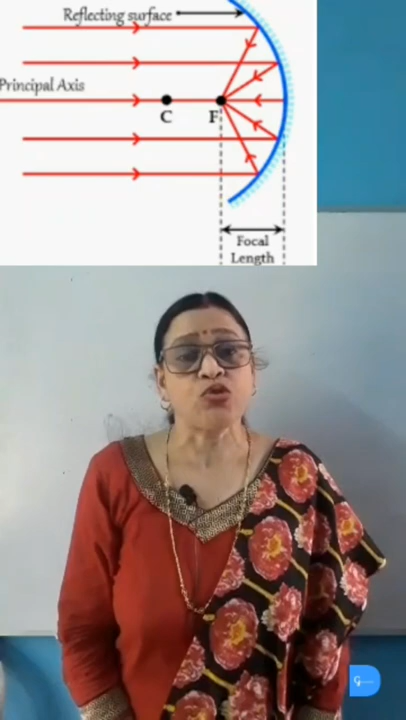 Reflecting surface
Principal Axis
C
F
Focal
Length